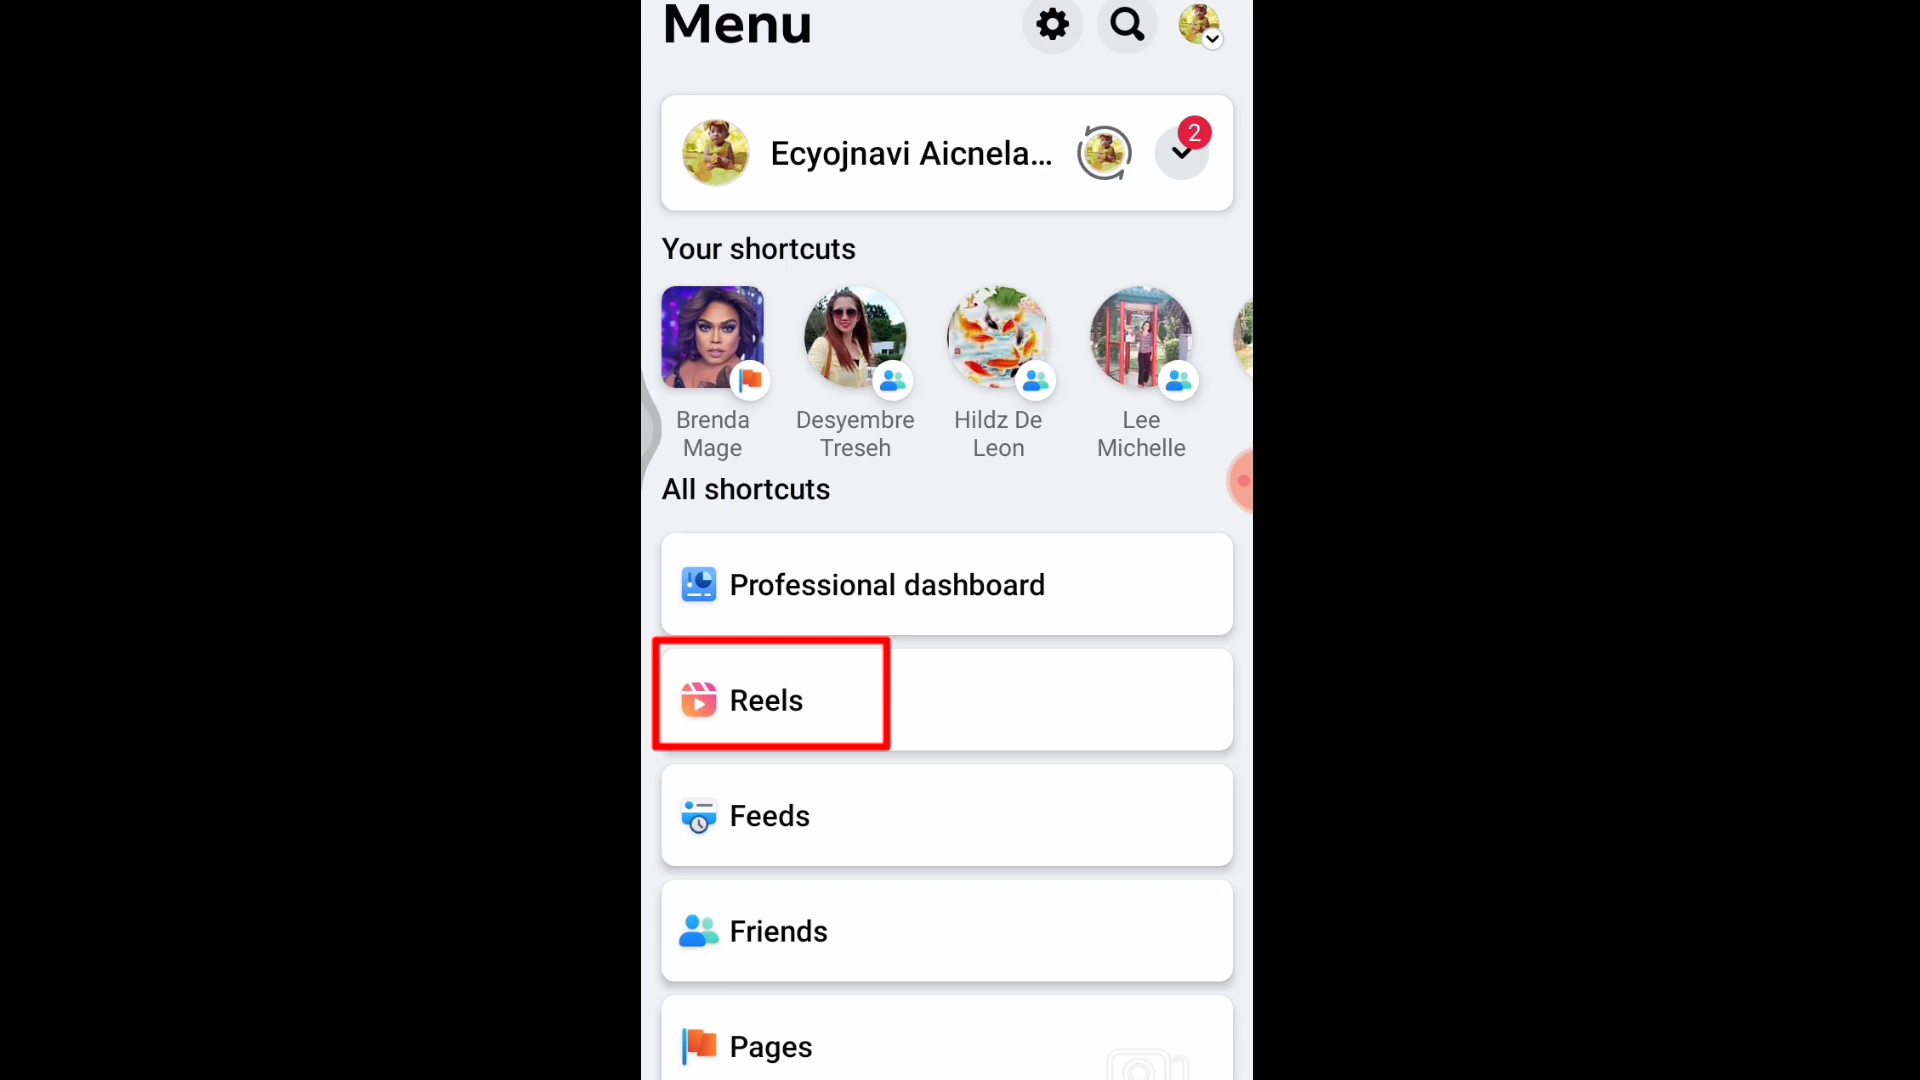 Menu
Ecyojnavi Aicnela...
2
Your shortcuts
Brenda Mage
Desyembre Treseh
Hildz De Leon
Lee Michelle
All shortcuts
Professional dashboard
Reels
Feeds
Friends
Pages